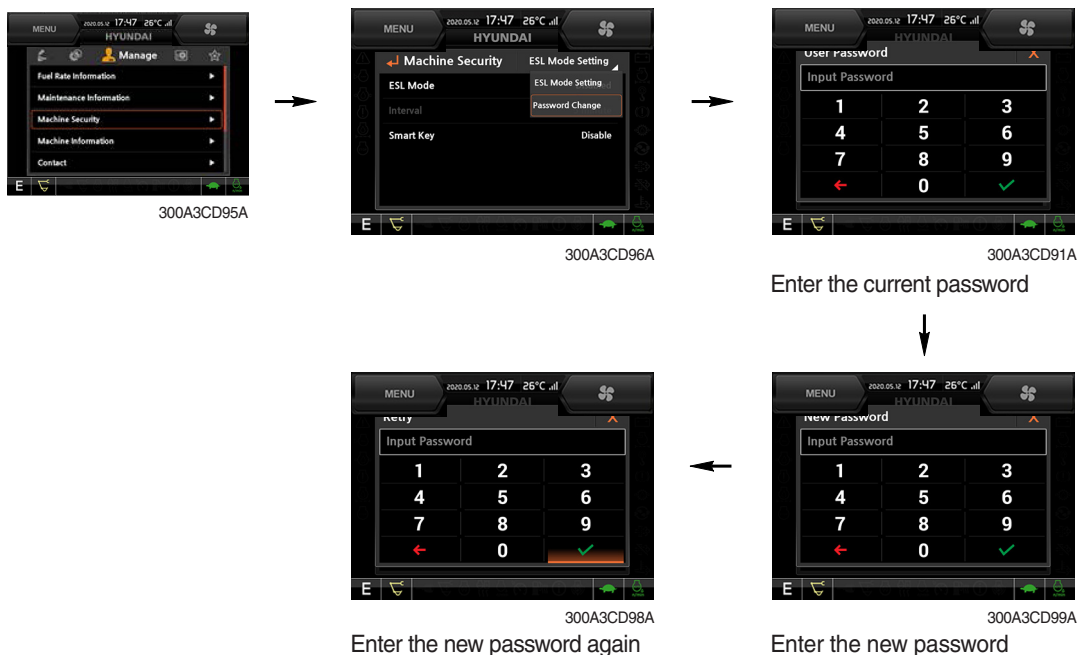 MENU
2020.05.12 17:47 26°C
HYUNDAI
Manage
Fuel Rate Information
Maintenance Information
Machine Security
Machine Information
Contact
E
300A3CD95A
MENU
2020.05.12 17:47 26°C
HYUNDAI
Machine Security ESL Mode Setting
ESL Mode
ESL Mode Setting
Interval
Password Change
Smart Key Disable
E
300A3CD96A
MENU
2020.05.12 17:47 26°C
HYUNDAI
User Password X
Input Password
1 2 3
4 5 6
7 8 9
0
E
300A3CD91A
Enter the current password
MENU
2020.05.12 17:47 26°C
HYUNDAI
Retry X
Input Password
1 2 3
4 5 6
7 8 9
0
E
300A3CD98A
Enter the new password again
MENU
2020.05.12 17:47 26°C
HYUNDAI
New Password X
Input Password
1 2 3
4 5 6
7 8 9
0
E
300A3CD99A
Enter the new password